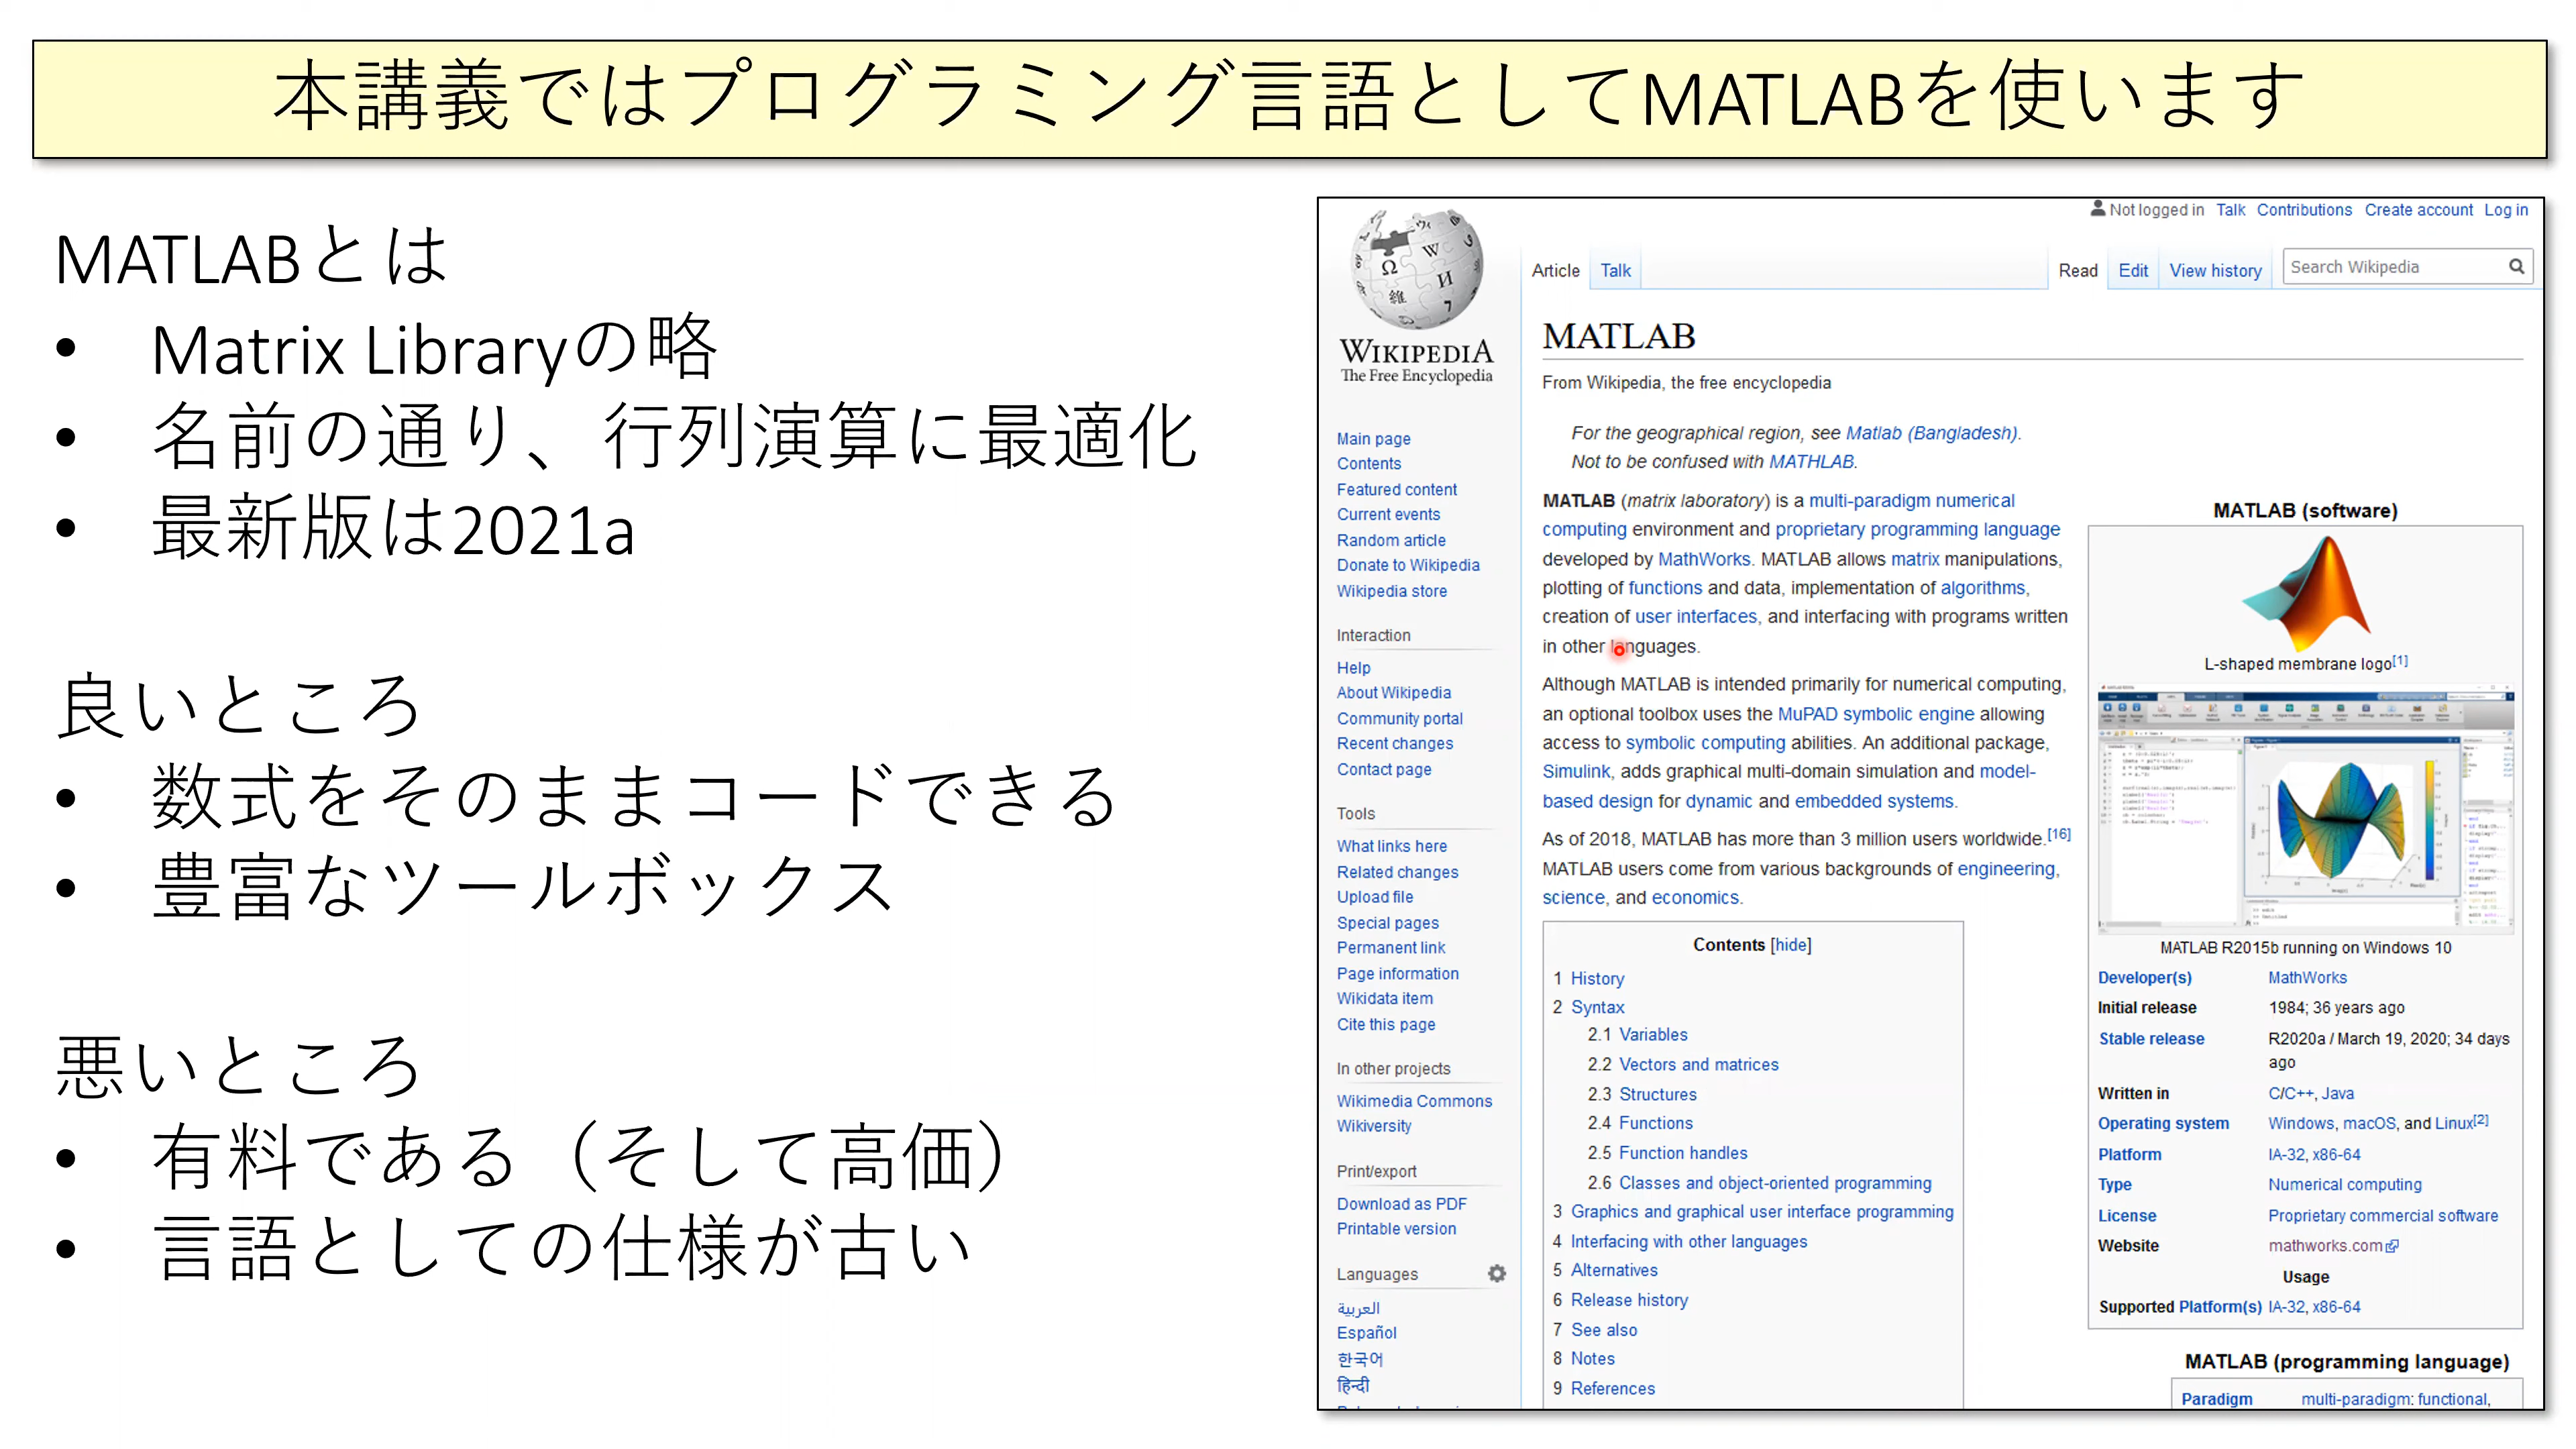 本講義ではプログラミング言語としてMATLABを使います
MATLABとは
• Matrix Libraryの略
• 名前の通り、行列演算に最適化
• 最新版は2021a
良いところ
• 数式をそのままコードできる
• 豊富なツールボックス
悪いところ
• 有料である（そして高価）
• 言語としての仕様が古い
Not logged in Talk Contributions Create account Log in
Article Talk Read Edit View history Search Wikipedia
WIKIPEDIA
The Free Encyclopedia
Main page
Contents
Featured content
Current events
Random article
Donate to Wikipedia
Wikipedia store
Interaction
Help
About Wikipedia
Community portal
Recent changes
Contact page
Tools
What links here
Related changes
Upload file
Special pages
Permanent link
Page information
Wikidata item
Cite this page
In other projects
Wikimedia Commons
Wikiversity
Print/export
Download as PDF
Printable version
Languages
العربية
Español
한국어
हिन्दी
MATLAB
From Wikipedia, the free encyclopedia
For the geographical region, see Matlab (Bangladesh).
Not to be confused with MATHLAB.
MATLAB (matrix laboratory) is a multi-paradigm numerical
computing environment and proprietary programming language
developed by MathWorks. MATLAB allows matrix manipulations,
plotting of functions and data, implementation of algorithms,
creation of user interfaces, and interfacing with programs written
in other languages.
Although MATLAB is intended primarily for numerical computing,
an optional toolbox uses the MuPAD symbolic engine allowing
access to symbolic computing abilities. An additional package,
Simulink, adds graphical multi-domain simulation and model-
based design for dynamic and embedded systems.
As of 2018, MATLAB has more than 3 million users worldwide.[16]
MATLAB users come from various backgrounds of engineering,
science, and economics.
Contents [hide]
1 History
2 Syntax
2.1 Variables
2.2 Vectors and matrices
2.3 Structures
2.4 Functions
2.5 Function handles
2.6 Classes and object-oriented programming
3 Graphics and graphical user interface programming
4 Interfacing with other languages
5 Alternatives
6 Release history
7 See also
8 Notes
9 References
MATLAB (software)
L-shaped membrane logo[1]
MATLAB R2015b running on Windows 10
Developer(s) MathWorks
Initial release 1984; 36 years ago
Stable release R2020a / March 19, 2020; 34 days
ago
Written in C/C++, Java
Operating system Windows, macOS, and Linux[2]
Platform IA-32, x86-64
Type Numerical computing
License Proprietary commercial software
Website mathworks.com
Usage
Supported Platform(s) IA-32, x86-64
MATLAB (programming language)
Paradigm multi-paradigm: functional,